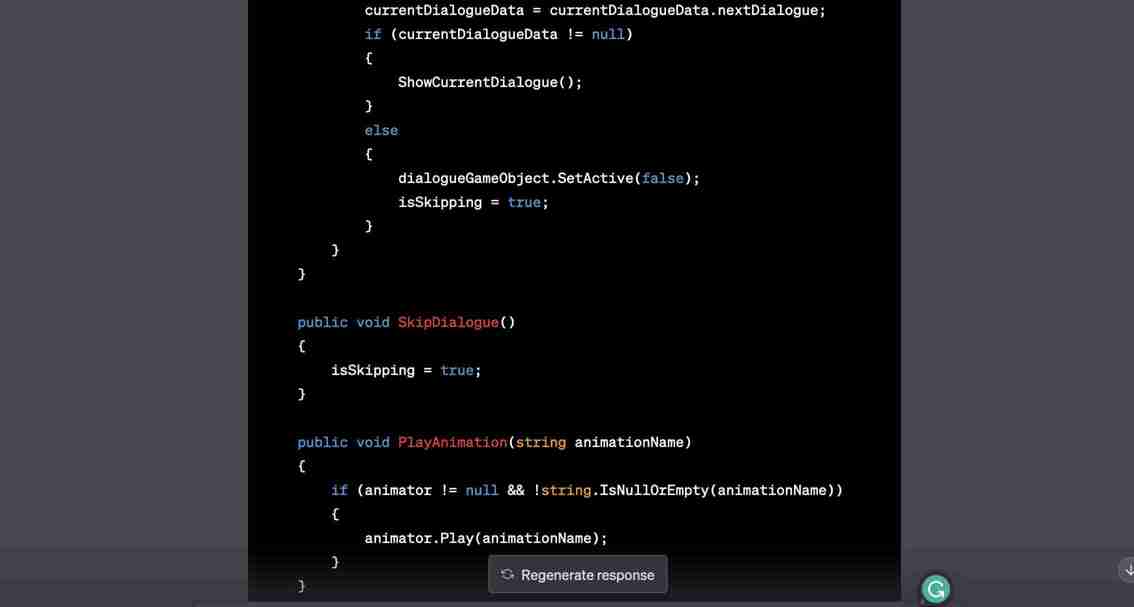 currentDialogueData = currentDialogueData.nextDialogue;
if (currentDialogueData != null)
{
ShowCurrentDialogue();
}
else
{
dialogueGameObject.SetActive(false);
isSkipping = true;
}
}
}
public void SkipDialogue()
{
isSkipping = true;
}
public void PlayAnimation(string animationName)
{
if (animator != null && !string.IsNullOrEmpty(animationName))
{
animator.Play(animationName);
}
}
Regenerate response